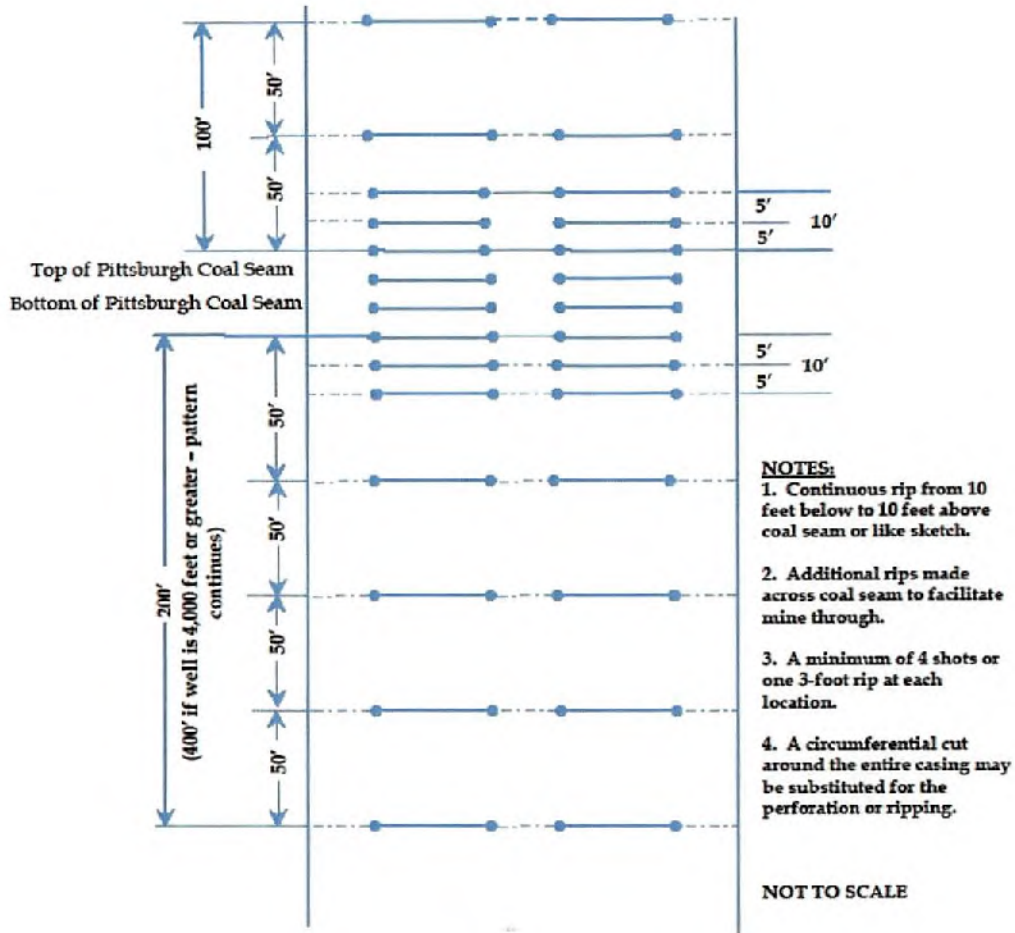 50'
100'
50'
5'
10'
5'
Top of Pittsburgh Coal Seam
Bottom of Pittsburgh Coal Seam
5'
10'
5'
50'
200'
(400' if well is 4,000 feet or greater – pattern
continues)
50'
50'
50'
NOTES:
1. Continuous rip from 10
feet below to 10 feet above
coal seam or like sketch.
2. Additional rips made
across coal seam to facilitate
mine through.
3. A minimum of 4 shots or
one 3-foot rip at each
location.
4. A circumferential cut
around the entire casing may
be substituted for the
perforation or ripping.
NOT TO SCALE